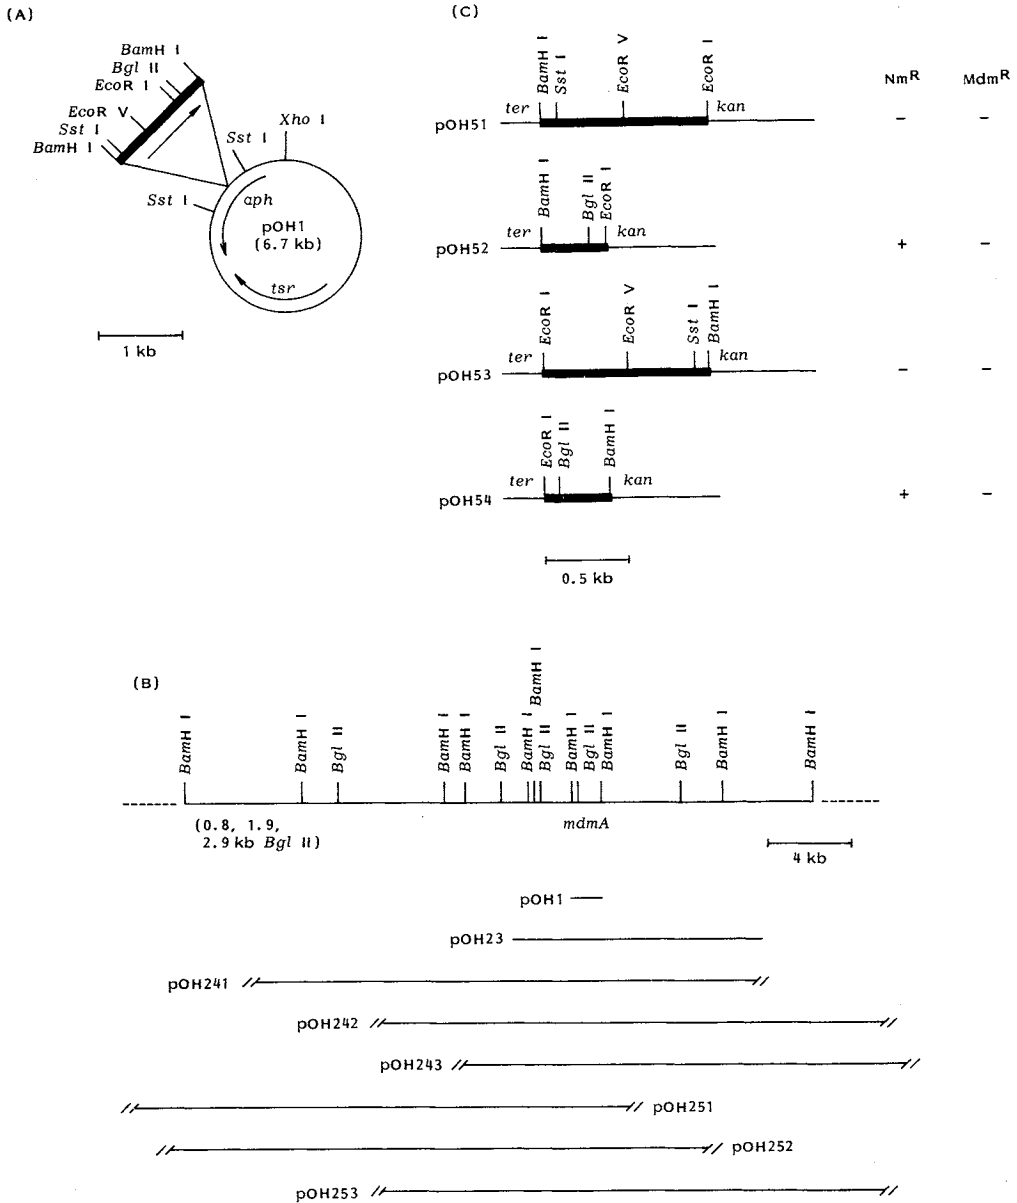 (A)
BamH I
Bgl II
EcoR I
EcoR V
Sst I
BamH I
Sst I
Sst I
Xho I
aph
pOH1
(6.7 kb)
tsr
1 kb
(C)
NmR MdmR
BamH I
Sst I
EcoR V
EcoR I
pOH51 ter kan - -
BamH I
Bgl II
EcoR I
pOH52 ter kan + -
EcoR I
EcoR V
Sst I
BamH I
pOH53 ter kan - -
EcoR I
Bgl II
BamH I
pOH54 ter kan + -
0.5 kb
(B)
BamH I
BamH I
Bgl II
BamH I
BamH I
Bgl II
BamH I
BamH I
Bgl II
BamH I
Bgl II
BamH I
Bgl II
BamH I
BamH I
(0.8, 1.9,
2.9 kb Bgl II)
mdmA
4 kb
pOH1
pOH23
pOH241
pOH242
pOH243
pOH251
pOH252
pOH253